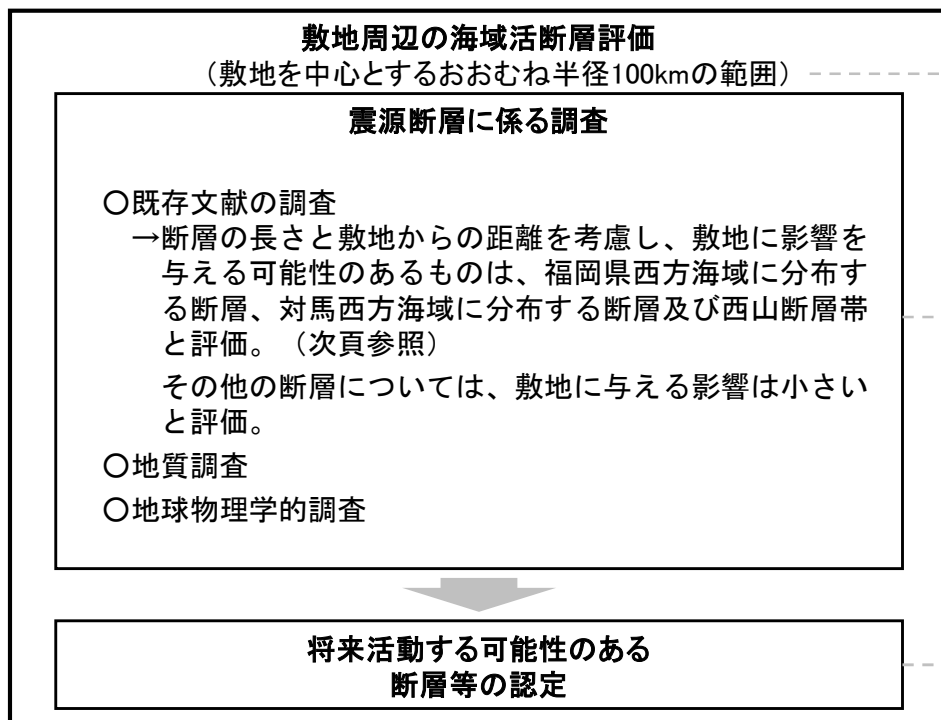 敷地周辺の海域活断層評価
（敷地を中心とするおおむね半径100kmの範囲）
震源断層に係る調査
○既存文献の調査
→断層の長さと敷地からの距離を考慮し、敷地に影響を
与える可能性のあるものは、福岡県西方海域に分布す
る断層、対馬西方海域に分布する断層及び西山断層帯
と評価。（次頁参照）
その他の断層については、敷地に与える影響は小さい
と評価。
○地質調査
○地球物理学的調査
将来活動する可能性のある
断層等の認定